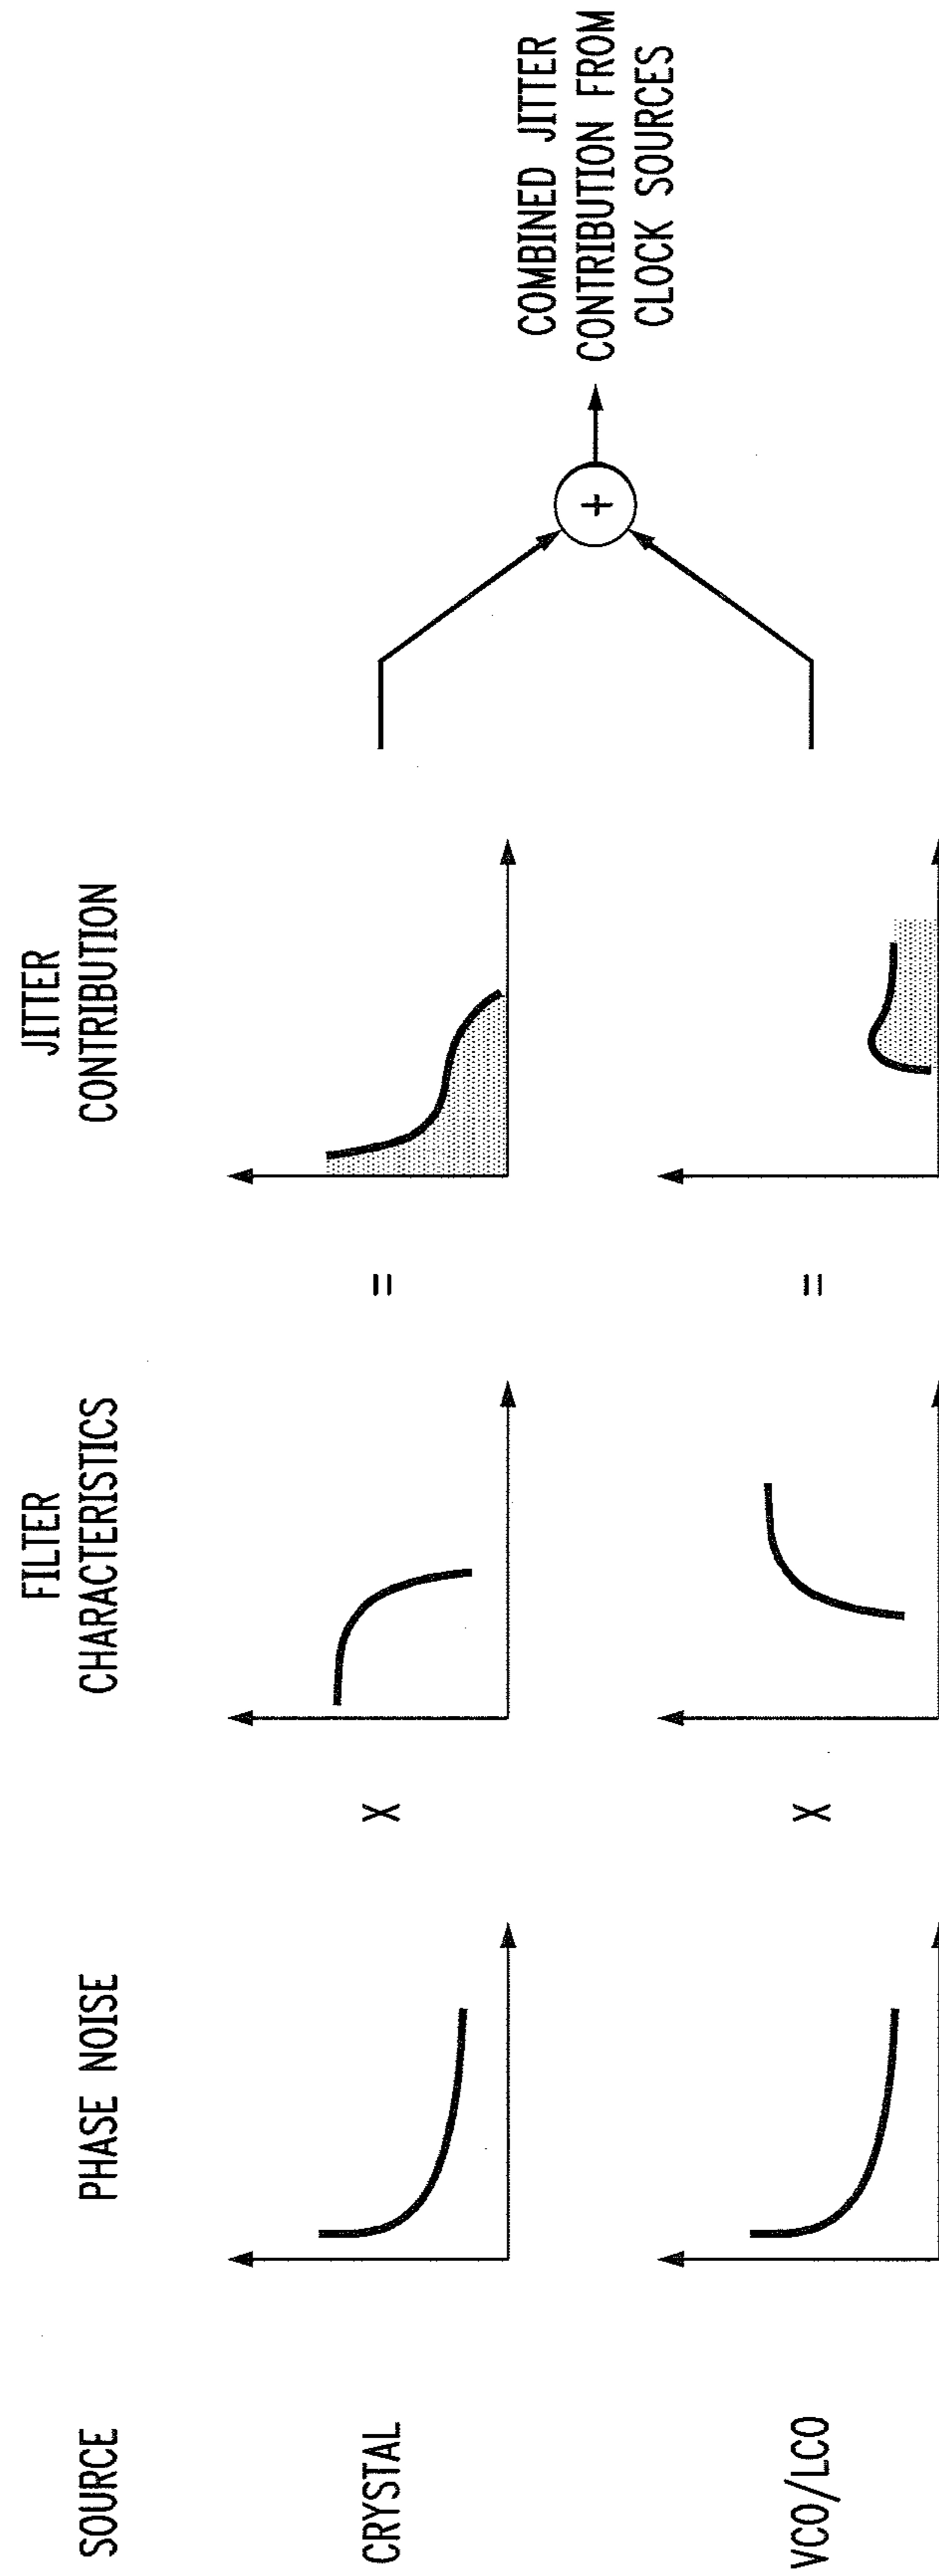 SOURCE
PHASE NOISE
FILTER
CHARACTERISTICS
JITTER
CONTRIBUTION
CRYSTAL
X
=
VCO/LCO
X
=
+
COMBINED JITTER
CONTRIBUTION FROM
CLOCK SOURCES